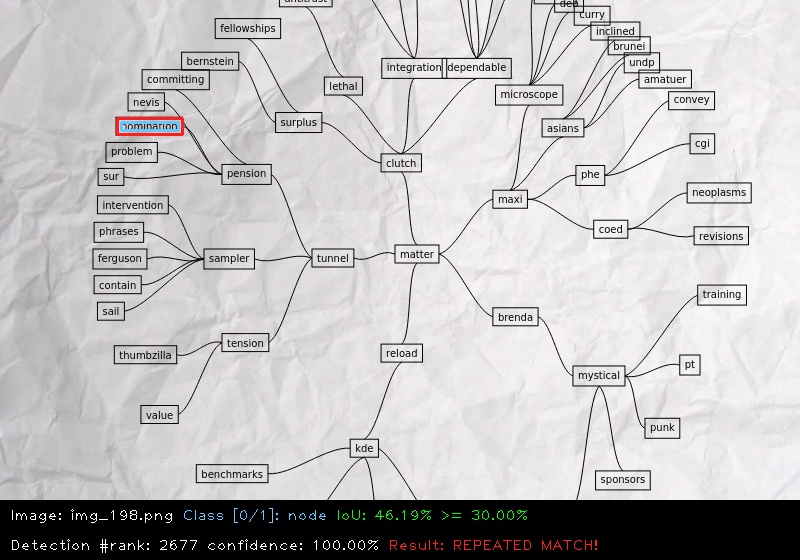 antitrust
deb
curry
fellowships
inclined
brunei
bernstein
integration
dependable
undp
committing
amatuer
lethal
microscope
nevis
convey
surplus
nomination
asians
cgi
problem
clutch
sur
pension
phe
neoplasms
maxi
intervention
phrases
coed
revisions
ferguson
sampler
tunnel
matter
contain
training
sail
brenda
thumbzilla
tension
reload
pt
mystical
value
punk
kde
benchmarks
sponsors
Image: img_198.png Class [0/1]: node IoU: 46.19% >= 30.00%
Detection #rank: 2677 confidence: 100.00% Result: REPEATED MATCH!